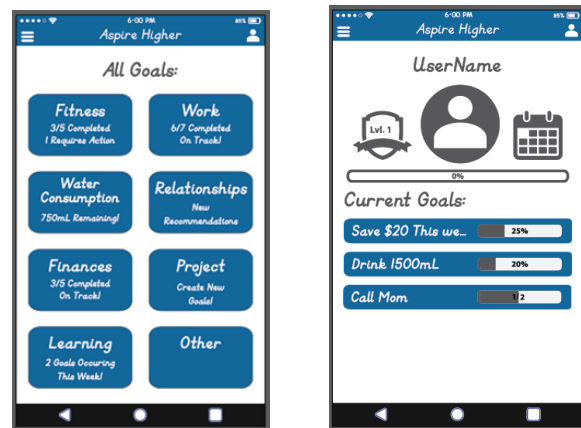 6:00 PM
85%
Aspire Higher
All Goals:
Fitness
3/5 Completed
1 Requires Action
Work
6/7 Completed
On Track!
Water
Consumption
750mL Remaining!
Relationships
New
Recommendations
Finances
3/5 Completed
On Track!
Project
Create New
Goals!
Learning
2 Goals Occuring
This Week!
Other
6:00 PM
85%
Aspire Higher
UserName
Lvl. 1
0%
Current Goals:
Save $20 This we...
25%
Drink 1500mL
20%
Call Mom
1/2